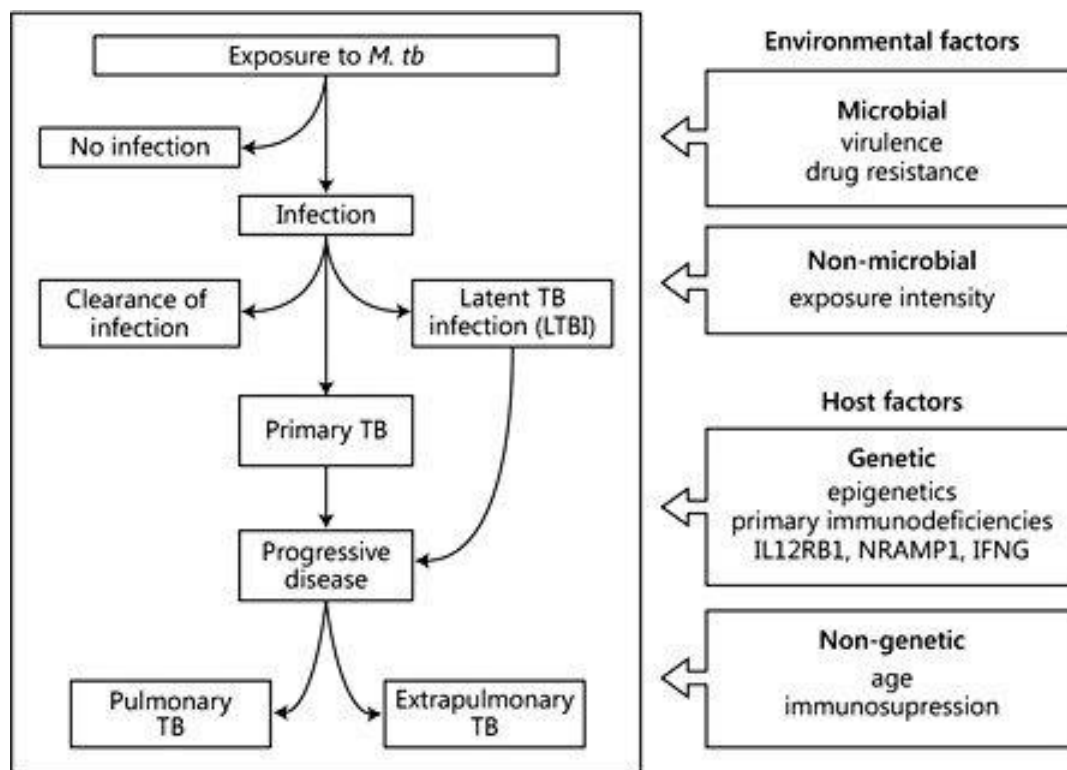 Exposure to M. tb
No infection
Infection
Clearance of
infection
Latent TB
infection (LTBI)
Primary TB
Progressive
disease
Pulmonary
TB
Extrapulmonary
TB
Environmental factors
Microbial
virulence
drug resistance
Non-microbial
exposure intensity
Host factors
Genetic
epigenetics
primary immunodeficiencies
IL12RB1, NRAMP1, IFNG
Non-genetic
age
immunosupression